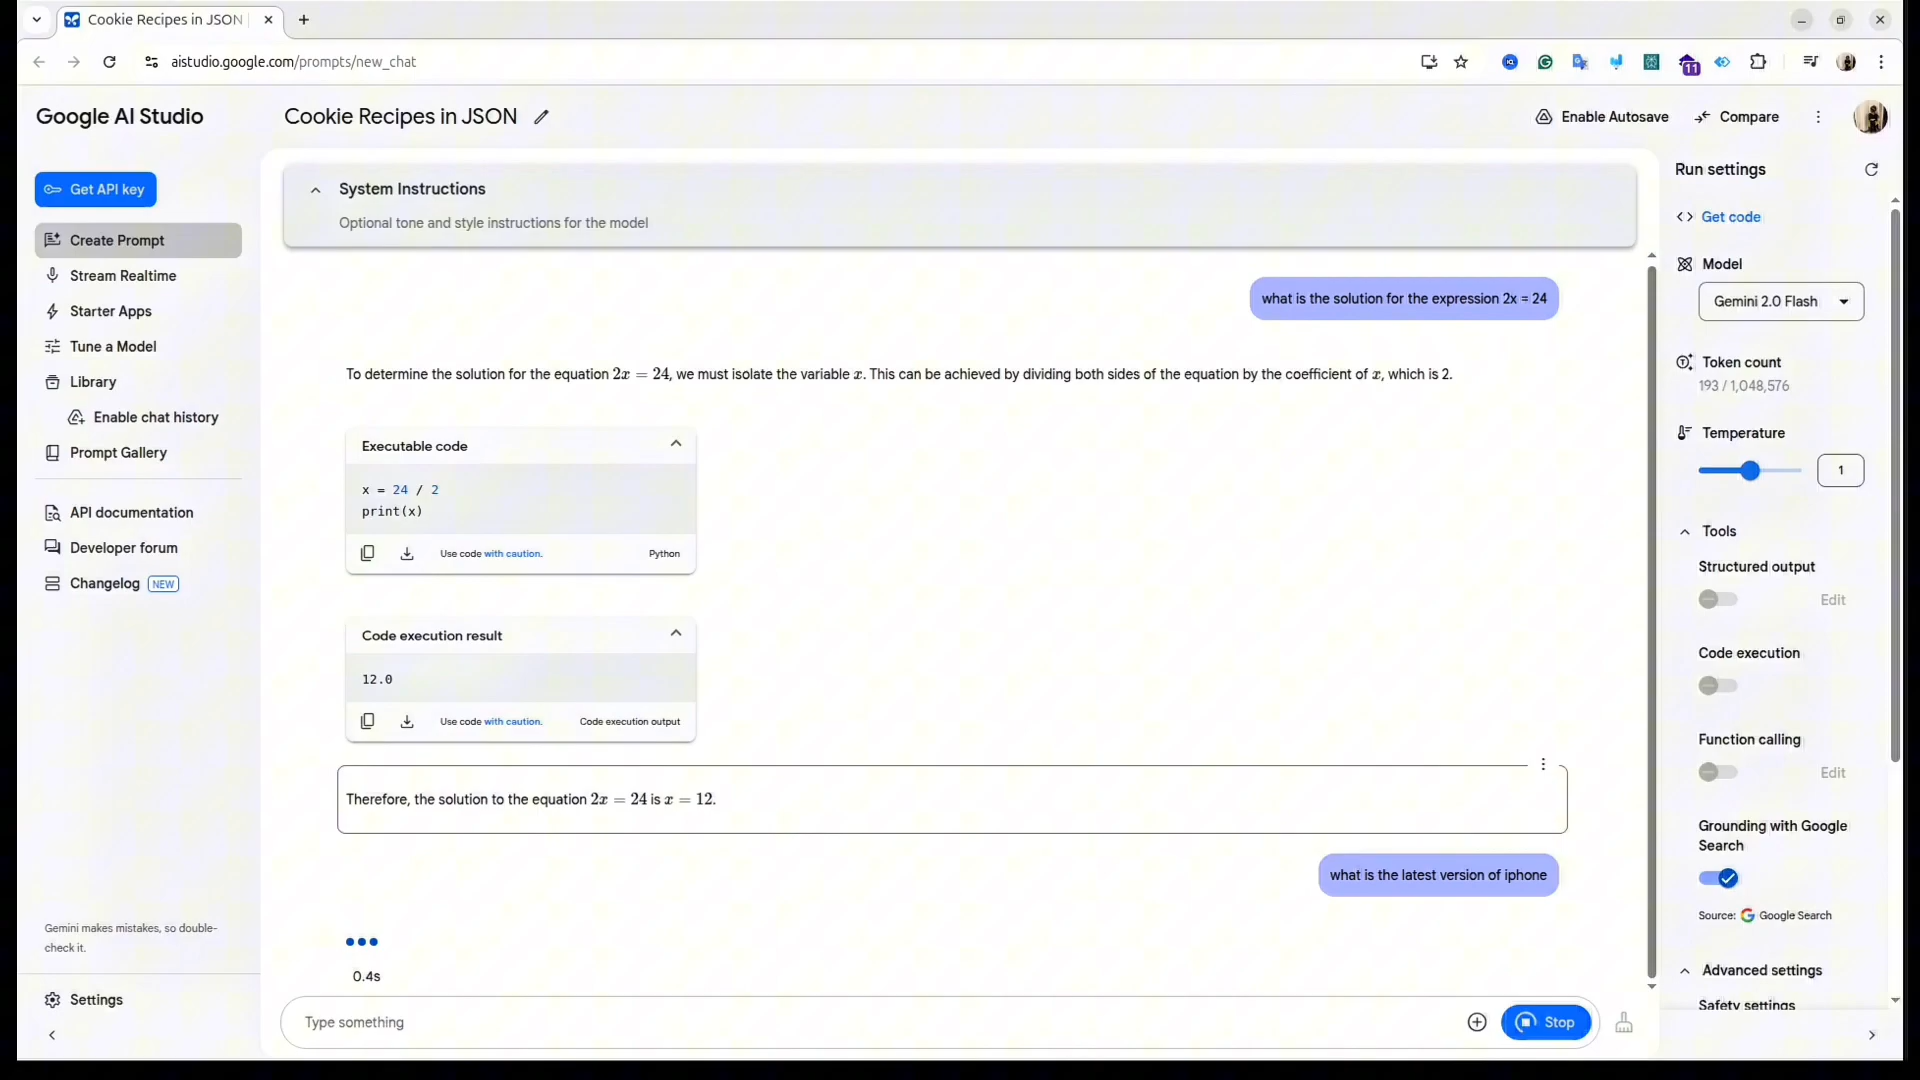 Cookie Recipes in JSON
aistudio.google.com/prompts/new_chat
11
Google AI Studio
Cookie Recipes in JSON
Enable Autosave
Compare
Get API key
Create Prompt
Stream Realtime
Starter Apps
Tune a Model
Library
Enable chat history
Prompt Gallery
API documentation
Developer forum
Changelog NEW
Gemini makes mistakes, so double-
check it.
Settings
System Instructions
Optional tone and style instructions for the model
what is the solution for the expression 2x = 24
To determine the solution for the equation 2x = 24, we must isolate the variable x. This can be achieved by dividing both sides of the equation by the coefficient of x, which is 2.
Executable code
x = 24 / 2
print(x)
Use code with caution. Python
Code execution result
12.0
Use code with caution. Code execution output
Therefore, the solution to the equation 2x = 24 is x = 12.
what is the latest version of iphone
0.4s
Type something
Stop
Run settings
Get code
Model
Gemini 2.0 Flash
Token count
193 / 1,048,576
Temperature
1
Tools
Structured output
Edit
Code execution
Function calling
Edit
Grounding with Google
Search
Source: Google Search
Advanced settings
Safety settings